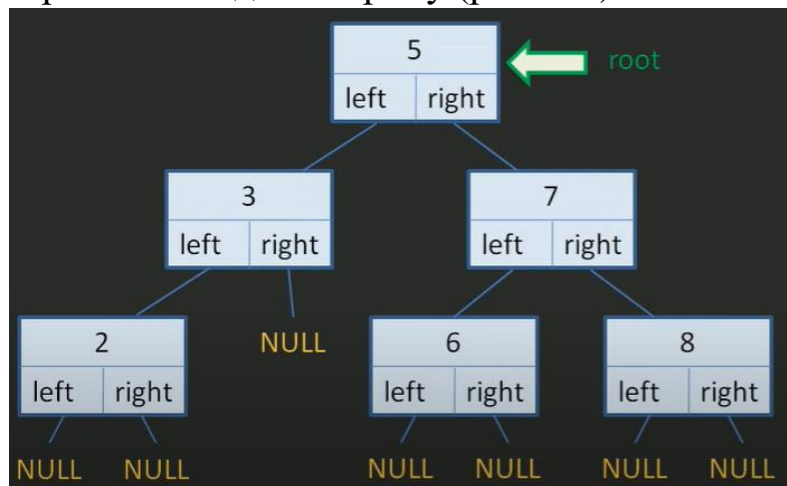 5
root
left right
3 7
left right left right
NULL
2 6 8
left right left right left right
NULL NULL NULL NULL NULL NULL